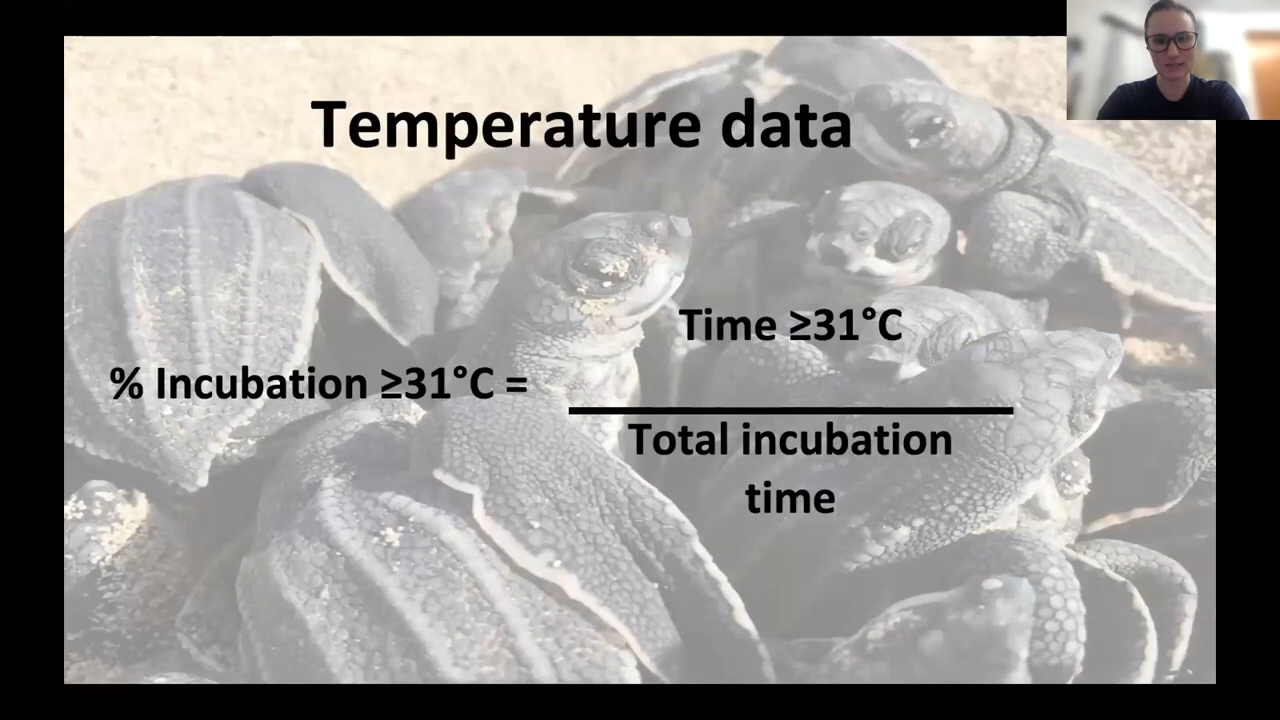 Temperature data
% Incubation ≥31°C =
Time ≥31°C
Total incubation
time